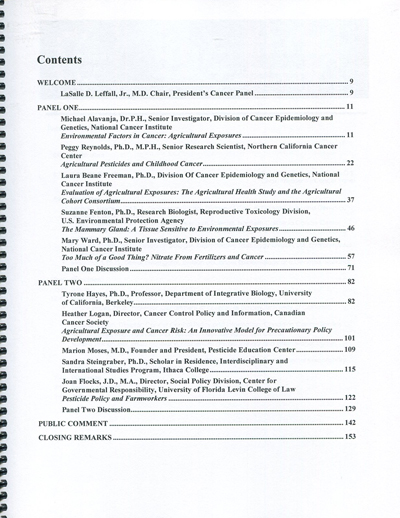 Contents
WELCOME 9
LaSalle D. Leffall, Jr., M.D. Chair, President's Cancer Panel 9
PANEL ONE 11
Michael Alavanja, Dr.P.H., Senior Investigator, Division of Cancer Epidemiology and
Genetics, National Cancer Institute
Environmental Factors in Cancer: Agricultural Exposures 11
Peggy Reynolds, Ph.D., M.P.H., Senior Research Scientist, Northern California Cancer
Center
Agricultural Pesticides and Childhood Cancer 22
Laura Beane Freeman, Ph.D., Division Of Cancer Epidemiology and Genetics, National
Cancer Institute
Evaluation of Agricultural Exposures: The Agricultural Health Study and the Agricultural
Cohort Consortium 37
Suzanne Fenton, Ph.D., Research Biologist, Reproductive Toxicology Division,
U.S. Environmental Protection Agency
The Mammary Gland: A Tissue Sensitive to Environmental Exposures 46
Mary Ward, Ph.D., Senior Investigator, Division of Cancer Epidemiology and Genetics,
National Cancer Institute
Too Much of a Good Thing? Nitrate From Fertilizers and Cancer 57
Panel One Discussion 71
PANEL TWO 82
Tyrone Hayes, Ph.D., Professor, Department of Integrative Biology, University
of California, Berkeley 82
Heather Logan, Director, Cancer Control Policy and Information, Canadian
Cancer Society
Agricultural Exposure and Cancer Risk: An Innovative Model for Precautionary Policy
Development 101
Marion Moses, M.D., Founder and President, Pesticide Education Center 109
Sandra Steingraber, Ph.D., Scholar in Residence, Interdisciplinary and
International Studies Program, Ithaca College 115
Joan Flocks, J.D., M.A., Director, Social Policy Division, Center for
Governmental Responsibility, University of Florida Levin College of Law
Pesticide Policy and Farmworkers 122
Panel Two Discussion 129
PUBLIC COMMENT 142
CLOSING REMARKS 153